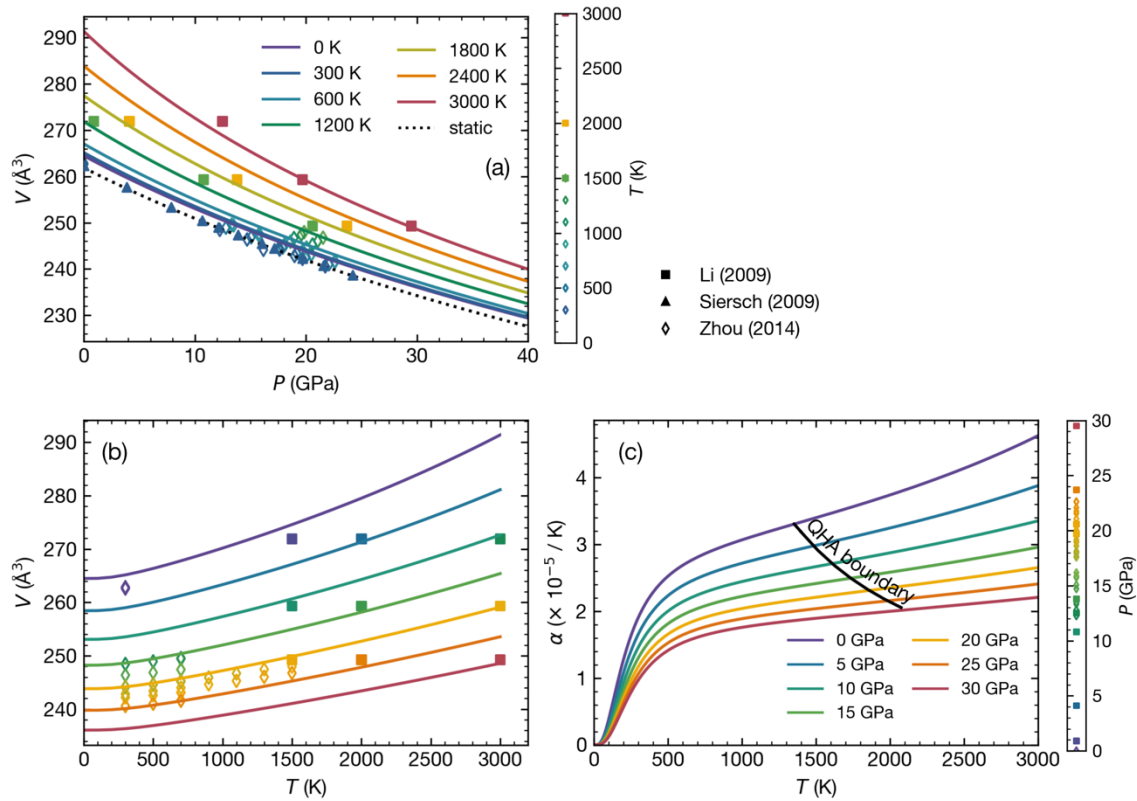 290
280
270
260
250
240
230
V (Å³)
0 K
300 K
600 K
1200 K
1800 K
2400 K
3000 K
static
(a)
0
10
20
30
40
P (GPa)
3000
2500
2000
1500
1000
500
0
T (K)
Li (2009)
Siersch (2009)
Zhou (2014)
(b)
290
280
270
260
250
240
V (Å³)
0
500
1000
1500
2000
2500
3000
T (K)
(c)
4
3
2
1
0
α (× 10⁻⁵ / K)
QHA boundary
0 GPa
5 GPa
10 GPa
15 GPa
20 GPa
25 GPa
30 GPa
0
500
1000
1500
2000
2500
3000
T (K)
30
25
20
15
10
5
0
P (GPa)